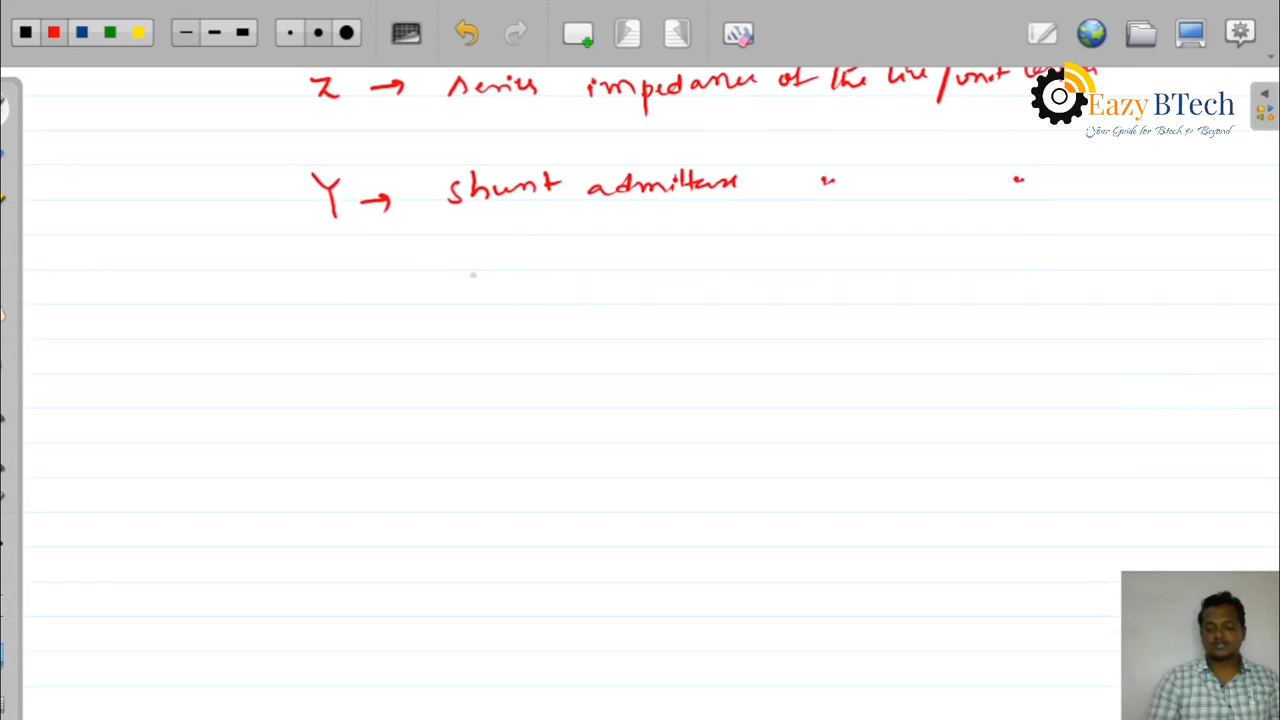 z → series impedance of the line/unit
Eazy BTech
Your Guide for Btech & Beyond
Y → shunt admittance " "